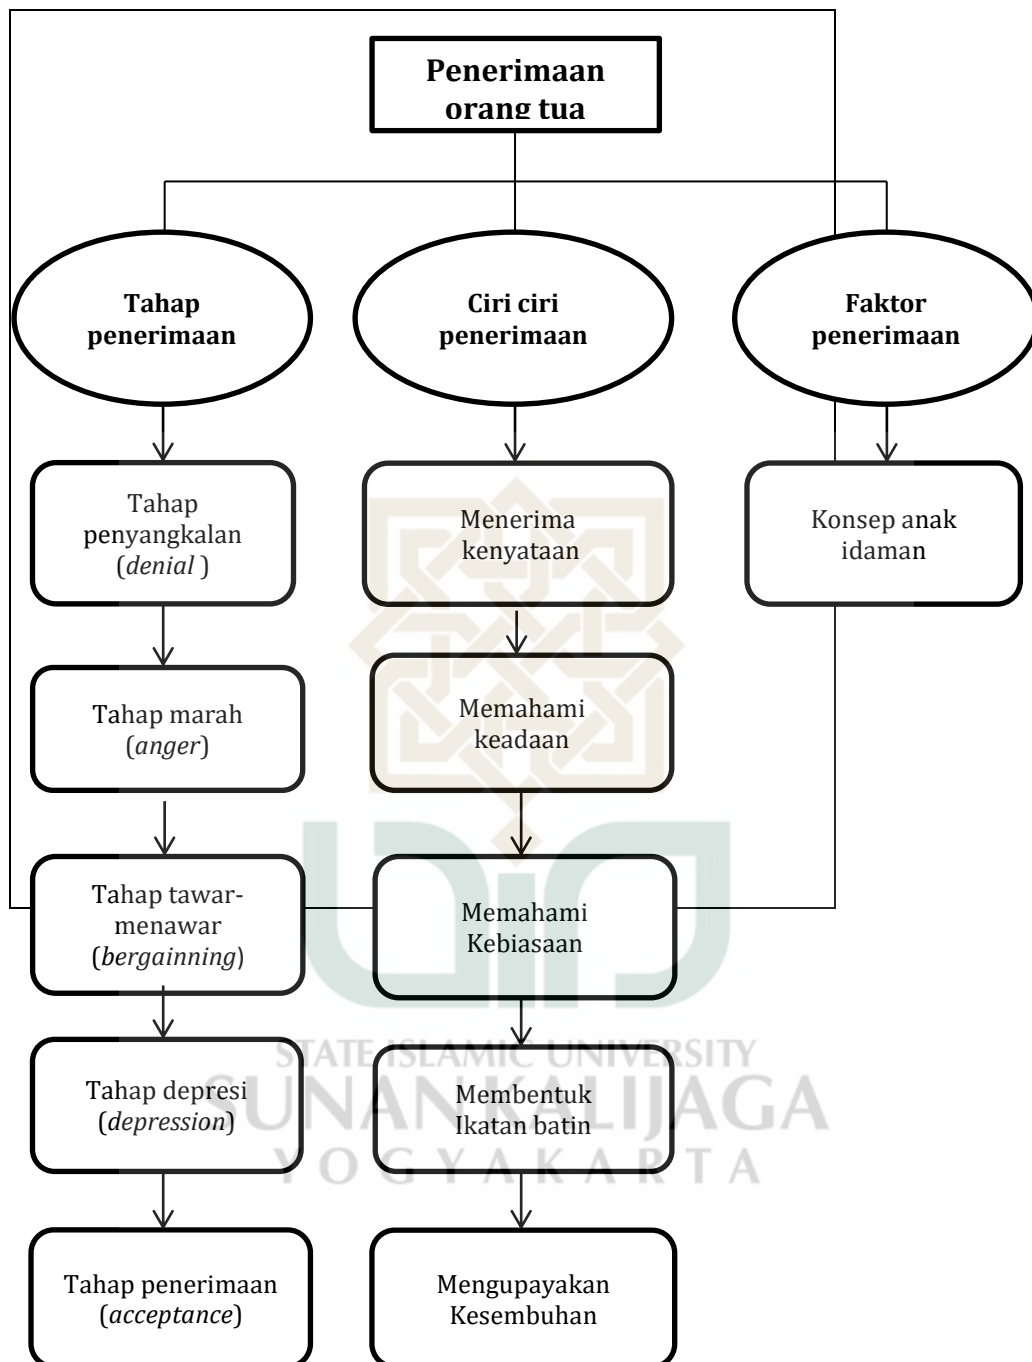 Penerimaan
orang tua
Tahap
penerimaan
Ciri ciri
penerimaan
Faktor
penerimaan
Tahap
penyangkalan
(denial )
Menerima
kenyataan
Konsep anak
idaman
Tahap marah
(anger)
Memahami
keadaan
Tahap tawar-
menawar
(bergainning)
Memahami
Kebiasaan
Tahap depresi
(depression)
Membentuk
Ikatan batin
Tahap penerimaan
(acceptance)
Mengupayakan
Kesembuhan
STATE ISLAMIC UNIVERSITY
SUNAN KALIJAGA
YOGYAKARTA